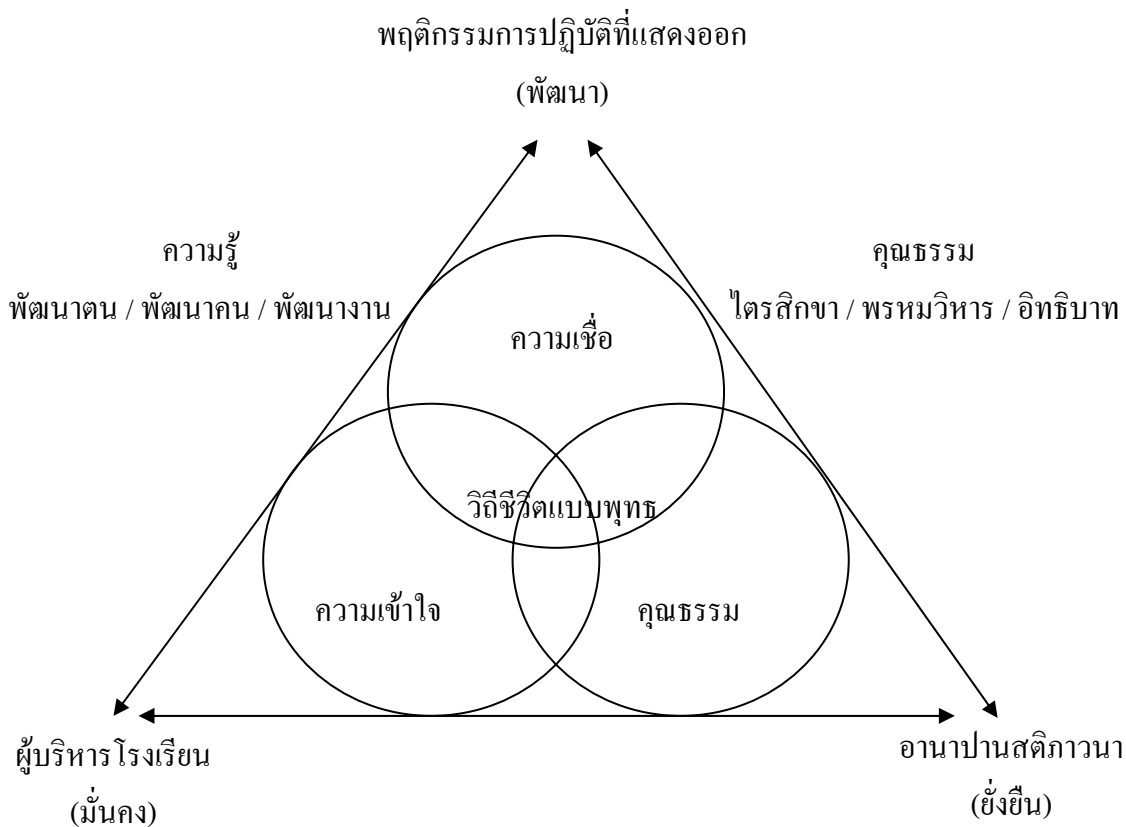 พฤติกรรมการปฏิบัติที่แสดงออก
(พัฒนา)
ความรู้
พัฒนาตน / พัฒนาคน / พัฒนางาน
คุณธรรม
ไตรสิกขา / พรหมวิหาร / อิทธิบาท
ความเชื่อ
วิถีชีวิตแบบพุทธ
ความเข้าใจ
คุณธรรม
ผู้บริหารโรงเรียน
(มั่นคง)
อานาปานสติภาวนา
(ยั่งยืน)